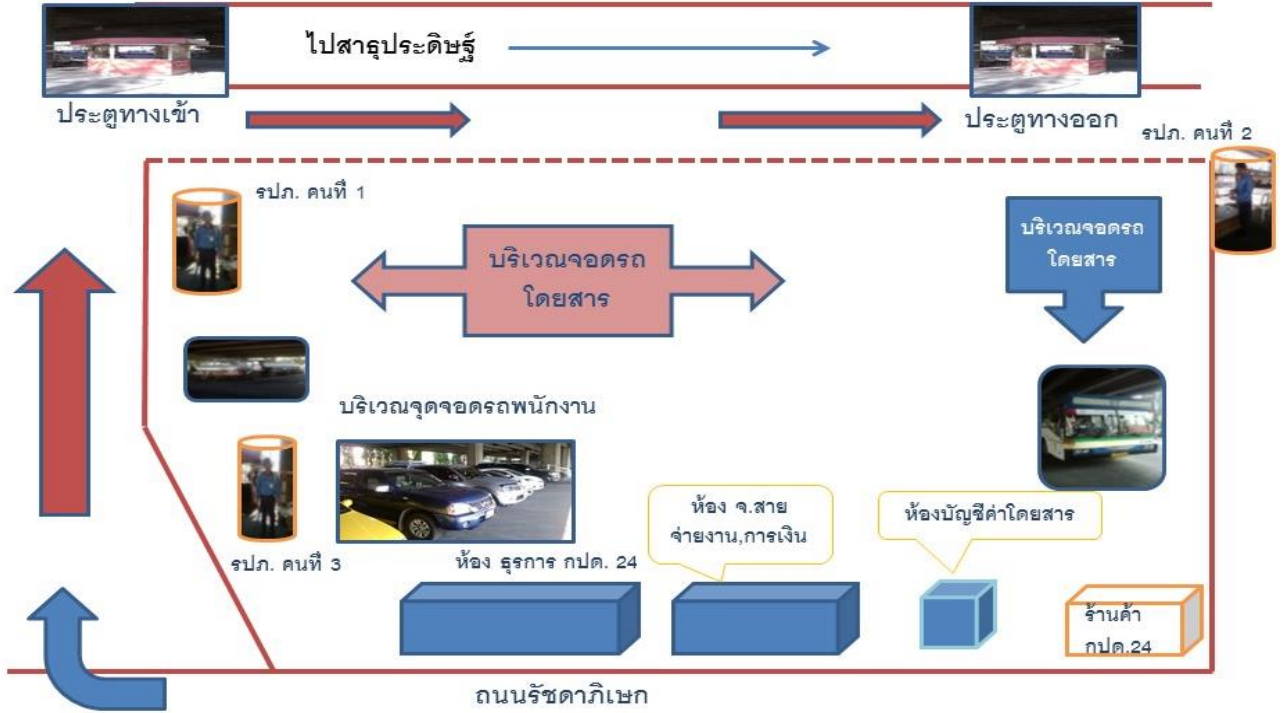 ไปสาธุประดิษฐ์
ประตูทางเข้า
ประตูทางออก
รปภ. คนที่ 2
รปภ. คนที่ 1
บริเวณจอดรถ
โดยสาร
บริเวณจอดรถ
โดยสาร
บริเวณจุดจอดรถพนักงาน
ห้อง จ.สาย
จ่ายงาน,การเงิน
ห้องบัญชีค่าโดยสาร
รปภ. คนที่ 3
ห้อง ธุรการ กปด. 24
ร้านค้า
กปด.24
ถนนรัชดาภิเษก